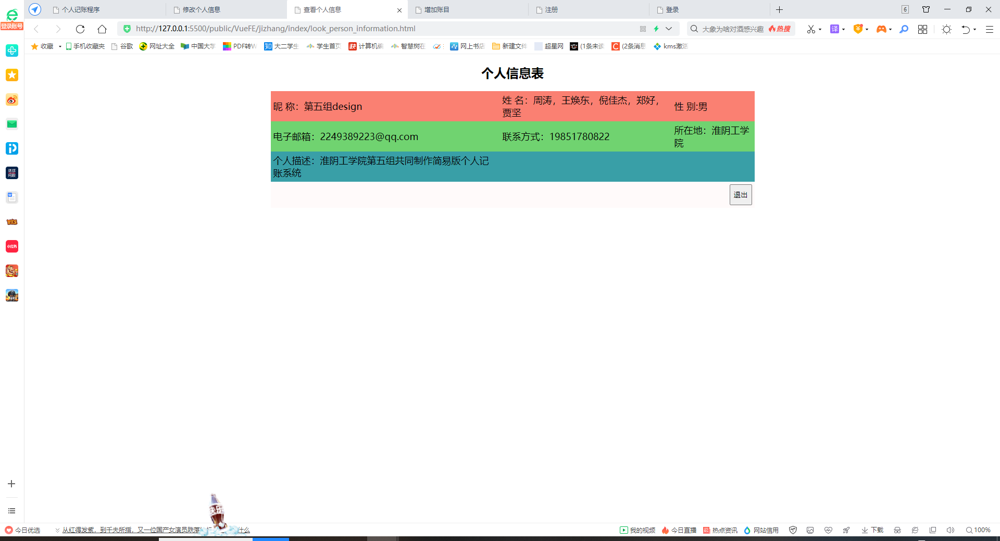 个人记账程序
修改个人信息
查看个人信息
增加账目
注册
登录
6
登录账号
http://127.0.0.1:5500/public/VueFE/jizhang/index/look_person_information.html
大象为啥对酒感兴趣
热搜
译
收藏
手机收藏夹
谷歌
网址大全
中国大学
PDF转W
知
大二学生
学生首页
快
计算机编
智慧树在
网上书店
新建文件
超星网
(1条未读
(2条消息
kms激活
个人信息表
昵 称：第五组design
姓 名：周涛，王焕东，倪佳杰，郑好，
贾坚
性 别:男
电子邮箱：2249389223@qq.com
联系方式：19851780822
所在地：淮阴工学
院
个人描述：淮阴工学院第五组共同制作简易版个人记
账系统
退出
环球
网校
小红书
今日优选
从红得发紫，到千夫所指，又一位国产女演员跌落
什么
我的视频
今日直播
热点资讯
网站信用
下载
100%